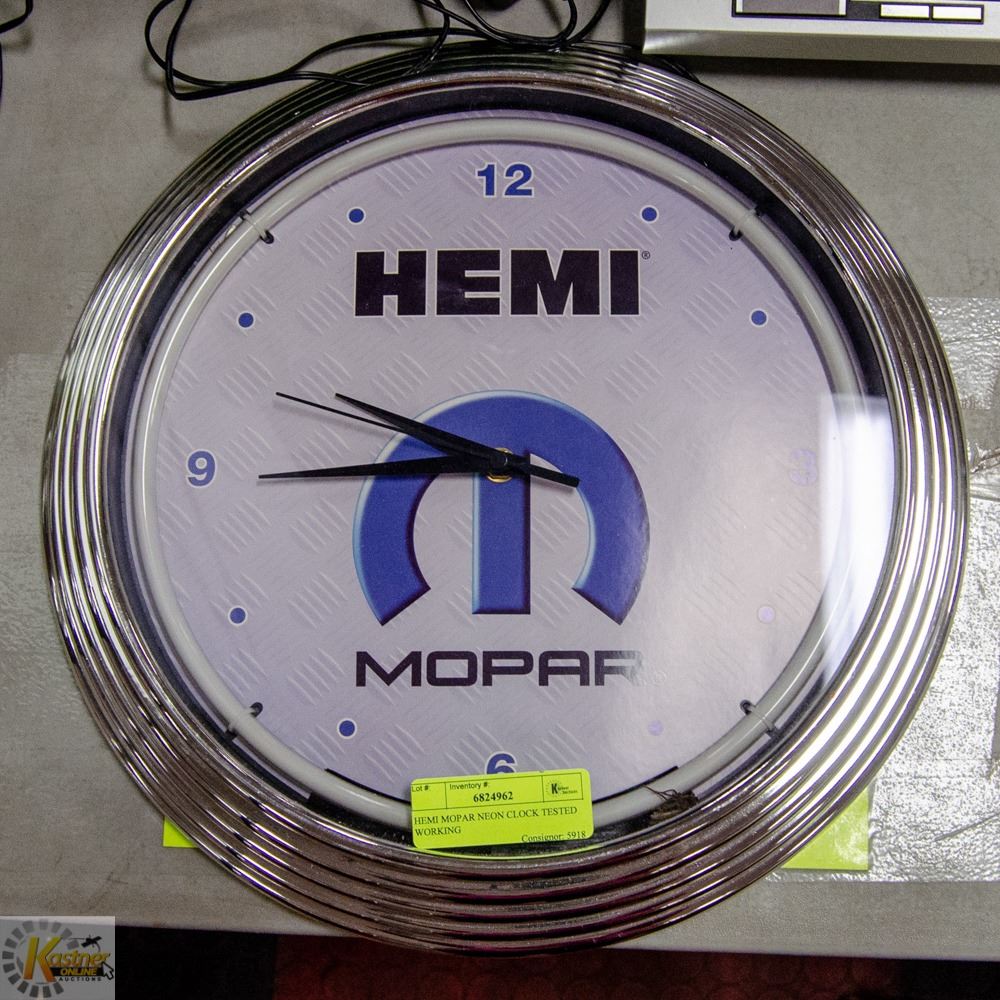 12
HEMI®
9
3
MOPAR
6
Lot #: Inventory #:
6824962
HEMI MOPAR NEON CLOCK TESTED
WORKING
Consignor: 5918
Kastner
ONLINE
AUCTIONS